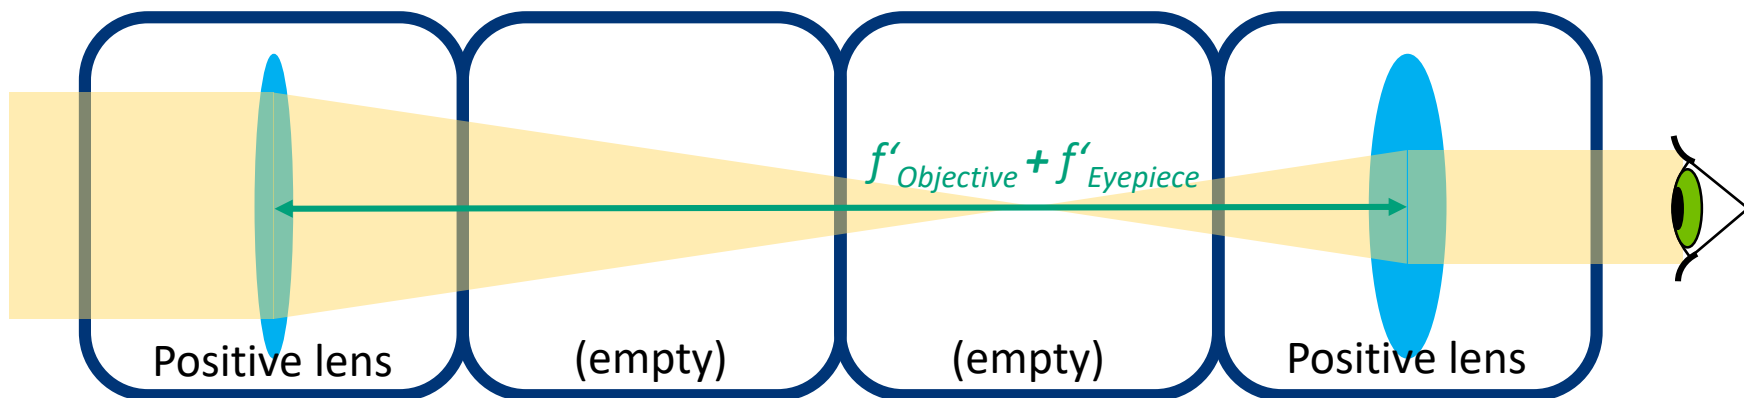 f‘Objective + f‘Eyepiece
Positive lens
(empty)
(empty)
Positive lens